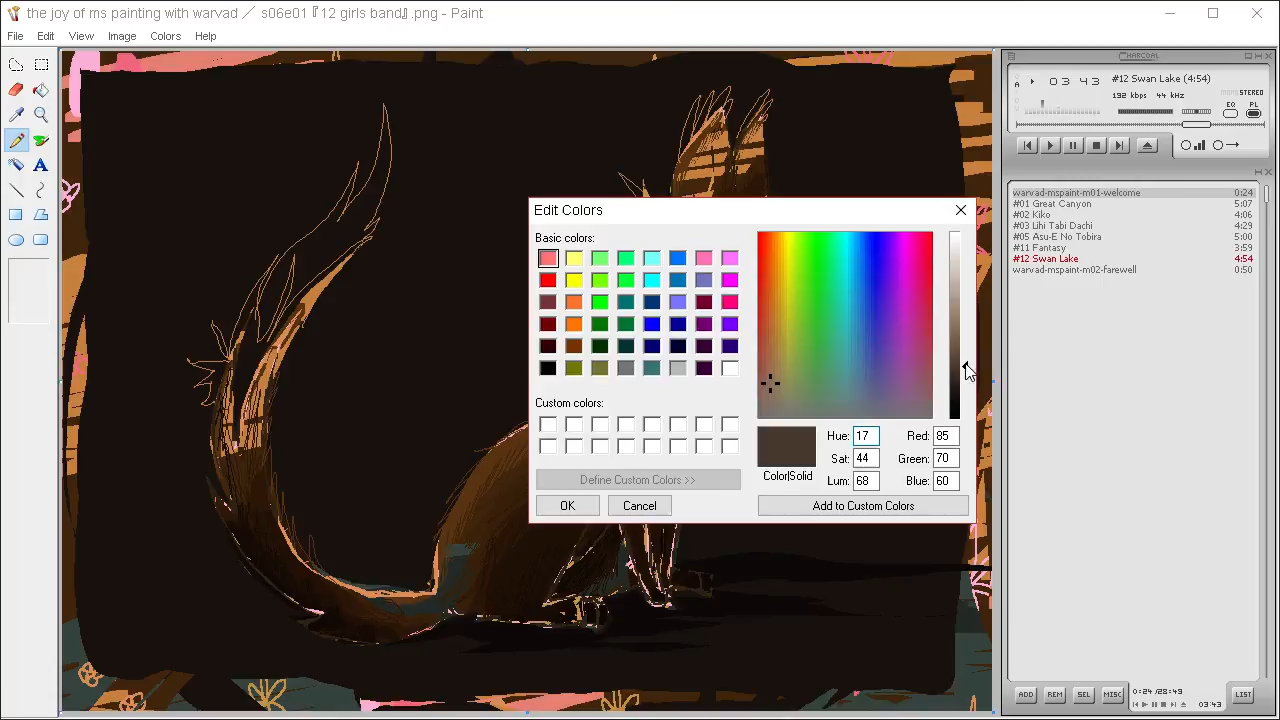 the joy of ms painting with warvad ／ s06e01『12 girls band』.png - Paint
File Edit View Image Colors Help
CHARCOAL
03 43
#12 Swan Lake (4:54)
192 kbps 44 kHz
STEREO
EQ PL
warvad-mspaint-m01-welcome 0:24
#01 Great Canyon 5:07
#02 Kiko 4:06
#03 Lihi Tabi Dachi 4:29
#05 Asu-E No Tobira 5:00
#11 Fantasy 3:59
#12 Swan Lake 4:54
warvad-mspaint-m02-farewell 0:50
Edit Colors
Basic colors:
Custom colors:
Define Custom Colors >>
OK Cancel
Color|Solid
Hue: 17 Red: 85
Sat: 44 Green: 70
Lum: 68 Blue: 60
Add to Custom Colors
ADD REM SEL MISC
0:24/28:49
03:43
LIST